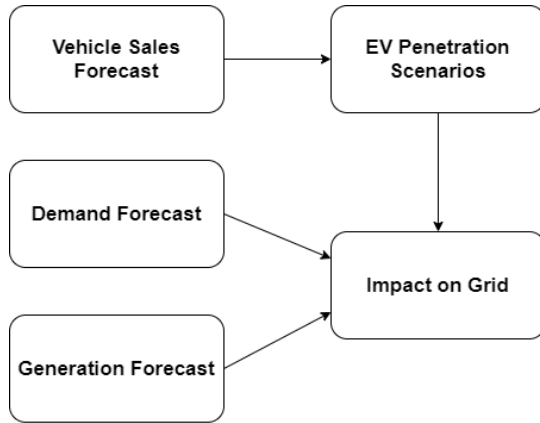 Vehicle Sales
Forecast
EV Penetration
Scenarios
Demand Forecast
Impact on Grid
Generation Forecast